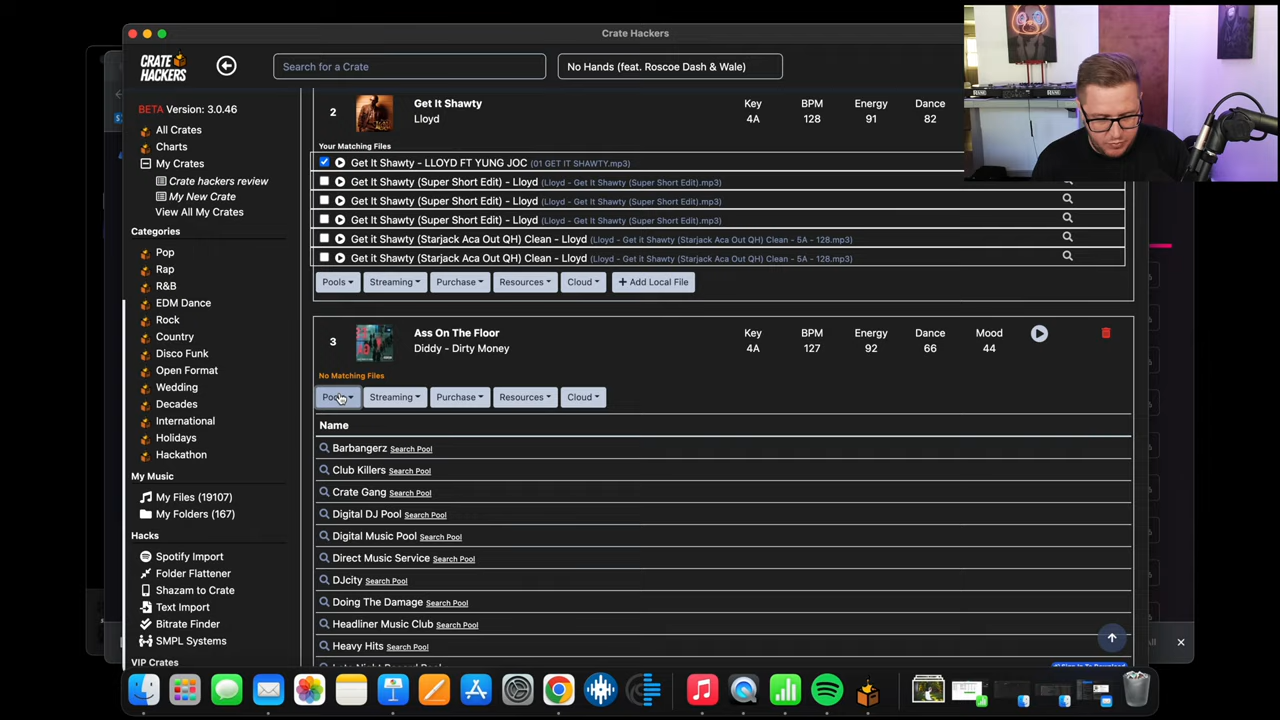 Crate Hackers
CRATE
HACKERS
Search for a Crate
No Hands (feat. Roscoe Dash & Wale)
BETA Version: 3.0.46
All Crates
Charts
My Crates
Crate hackers review
My New Crate
View All My Crates
Categories
Pop
Rap
R&B
EDM Dance
Rock
Country
Disco Funk
Open Format
Wedding
Decades
International
Holidays
Hackathon
My Music
My Files (19107)
My Folders (167)
Hacks
Spotify Import
Folder Flattener
Shazam to Crate
Text Import
Bitrate Finder
SMPL Systems
VIP Crates
2 Get It Shawty Key BPM Energy Dance
Lloyd 4A 128 91 82
Your Matching Files
Get It Shawty - LLOYD FT YUNG JOC (01 GET IT SHAWTY.mp3)
Get It Shawty (Super Short Edit) - Lloyd (Lloyd - Get It Shawty (Super Short Edit).mp3)
Get It Shawty (Super Short Edit) - Lloyd (Lloyd - Get It Shawty (Super Short Edit).mp3)
Get It Shawty (Super Short Edit) - Lloyd (Lloyd - Get It Shawty (Super Short Edit).mp3)
Get it Shawty (Starjack Aca Out QH) Clean - Lloyd (Lloyd - Get it Shawty (Starjack Aca Out QH) Clean - 5A - 128.mp3)
Get it Shawty (Starjack Aca Out QH) Clean - Lloyd (Lloyd - Get it Shawty (Starjack Aca Out QH) Clean - 5A - 128.mp3)
Pools Streaming Purchase Resources Cloud + Add Local File
3 Ass On The Floor Key BPM Energy Dance Mood
Diddy - Dirty Money 4A 127 92 66 44
No Matching Files
Streaming Purchase Resources Cloud
Name
Barbangerz Search Pool
Club Killers Search Pool
Crate Gang Search Pool
Digital DJ Pool Search Pool
Digital Music Pool Search Pool
Direct Music Service Search Pool
DJcity Search Pool
Doing The Damage Search Pool
Headliner Music Club Search Pool
Heavy Hits Search Pool